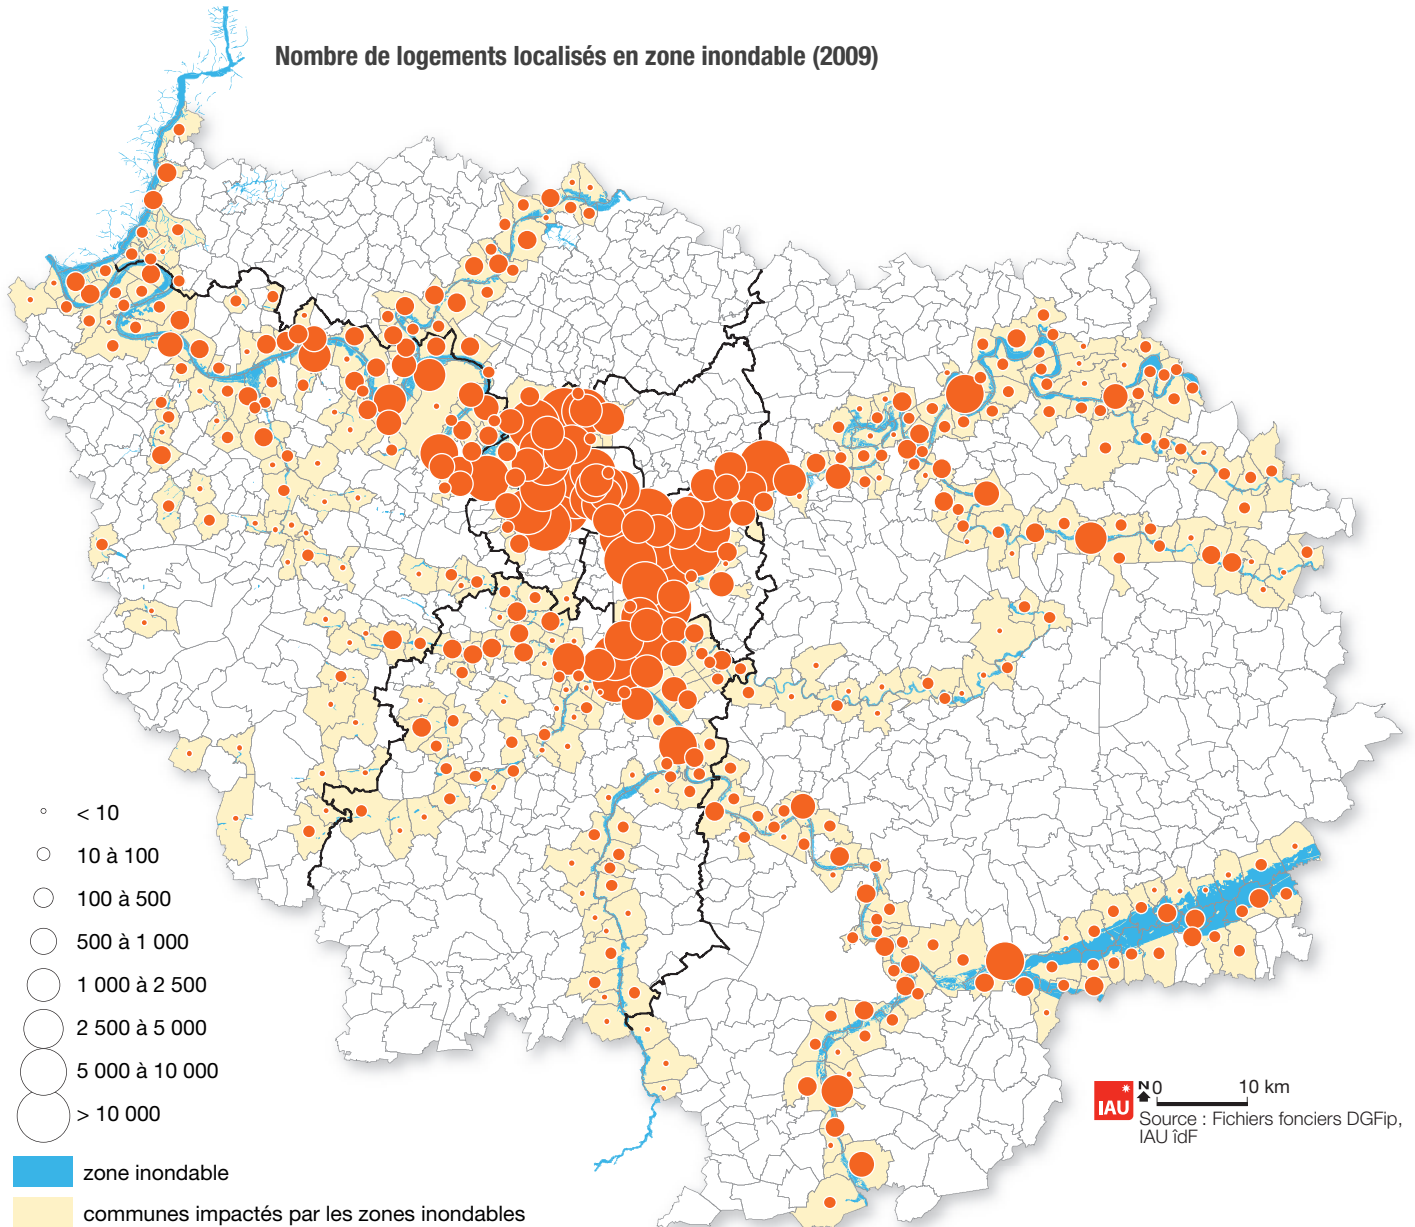 Nombre de logements localisés en zone inondable (2009)
< 10
10 à 100
100 à 500
500 à 1 000
1 000 à 2 500
2 500 à 5 000
5 000 à 10 000
> 10 000
zone inondable
communes impactés par les zones inondables
IAU
N 0 10 km
Source : Fichiers fonciers DGFip,
IAU îdF